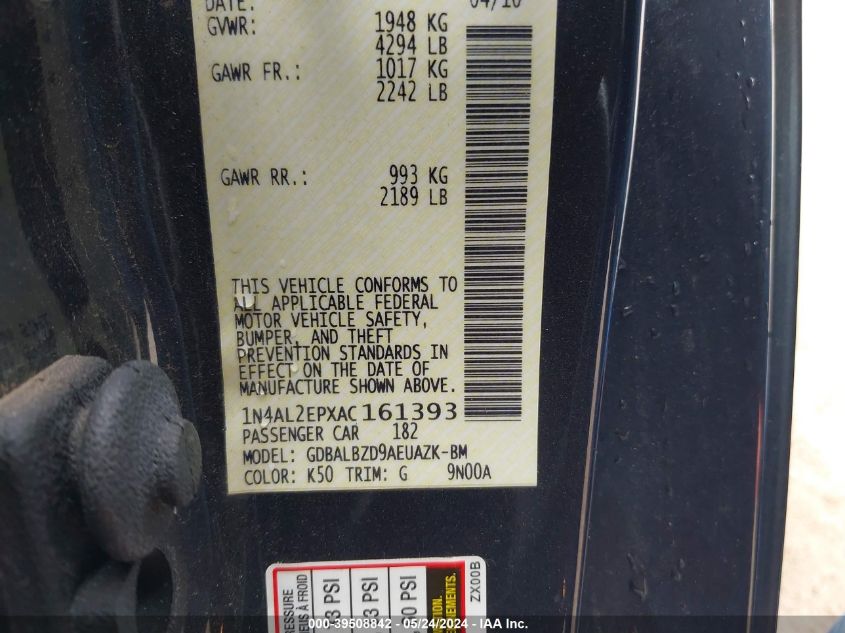 DATE: 04/10
GVWR: 1948 KG
4294 LB
GAWR FR.: 1017 KG
2242 LB
GAWR RR.: 993 KG
2189 LB
THIS VEHICLE CONFORMS TO
ALL APPLICABLE FEDERAL
MOTOR VEHICLE SAFETY,
BUMPER, AND THEFT
PREVENTION STANDARDS IN
EFFECT ON THE DATE OF
MANUFACTURE SHOWN ABOVE.
1N4AL2EPXAC161393
PASSENGER CAR 182
MODEL: GDBALBZD9AEUAZK-BM
COLOR: K50 TRIM: G 9N00A
PSI
PSI
PSI
ZX00B
000-39508842 - 05/24/2024 - IAA Inc.